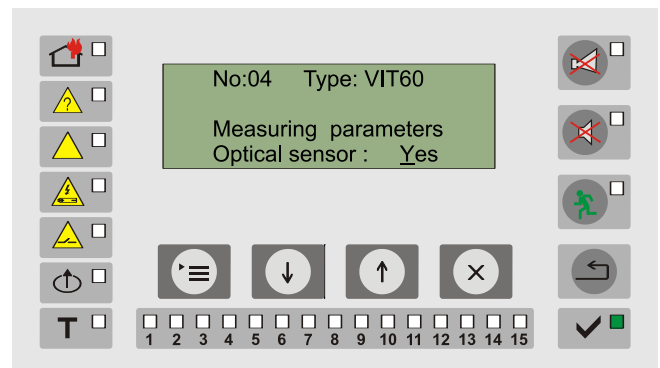 No:04 Type: VIT60
Measuring parameters
Optical sensor : Yes
?
T
1 2 3 4 5 6 7 8 9 10 11 12 13 14 15